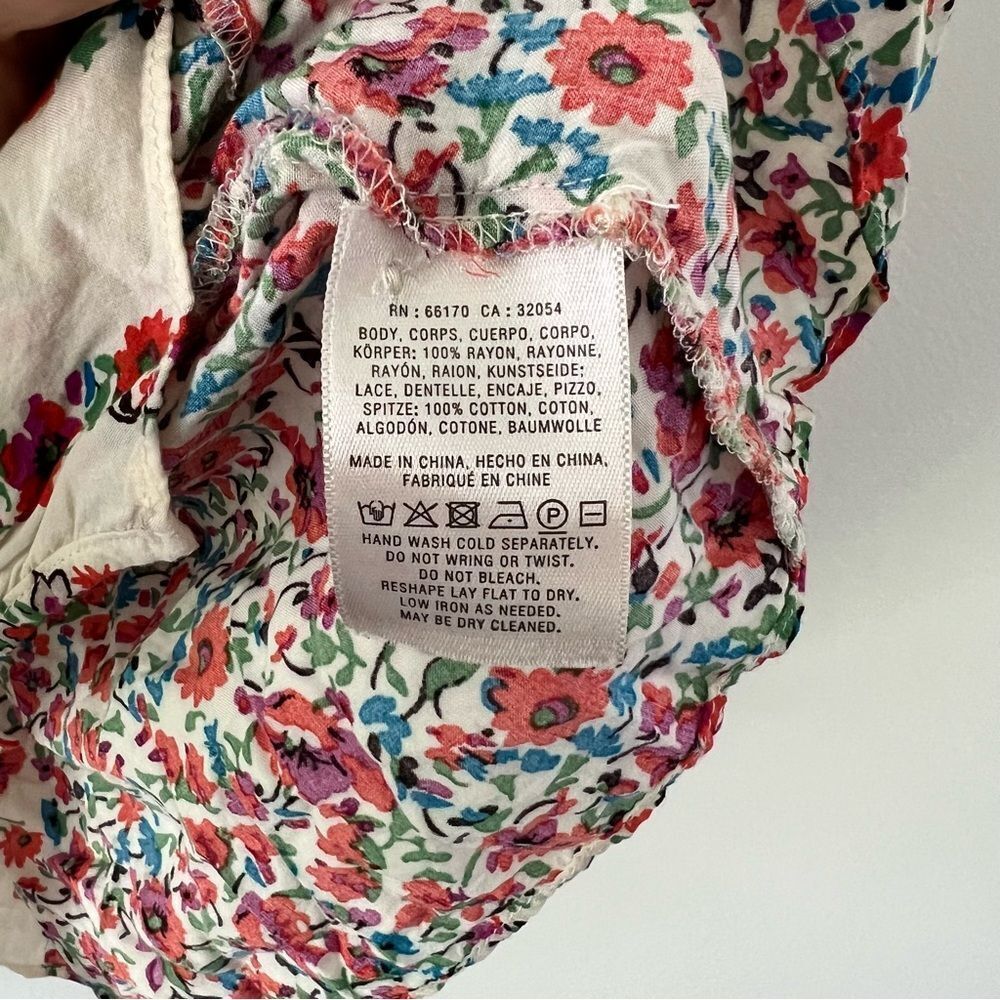 RN : 66170 CA : 32054
BODY, CORPS, CUERPO, CORPO,
KÖRPER: 100% RAYON, RAYONNE,
RAYÓN, RAION, KUNSTSEIDE;
LACE, DENTELLE, ENCAJE, PIZZO,
SPITZE: 100% COTTON, COTON,
ALGODÓN, COTONE, BAUMWOLLE
MADE IN CHINA, HECHO EN CHINA,
FABRIQUÉ EN CHINE
P
HAND WASH COLD SEPARATELY.
DO NOT WRING OR TWIST.
DO NOT BLEACH.
RESHAPE LAY FLAT TO DRY.
LOW IRON AS NEEDED.
MAY BE DRY CLEANED.